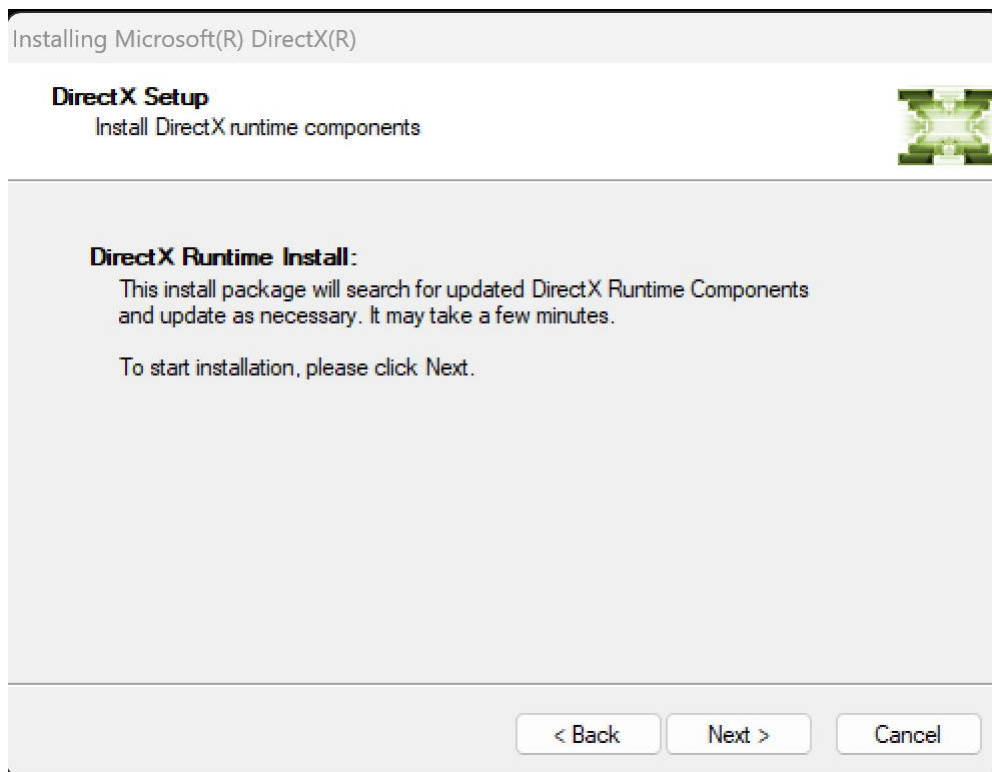 Installing Microsoft(R) DirectX(R)
DirectX Setup
Install DirectX runtime components
DirectX Runtime Install:
This install package will search for updated DirectX Runtime Components
and update as necessary. It may take a few minutes.
To start installation, please click Next.
< Back
Next >
Cancel